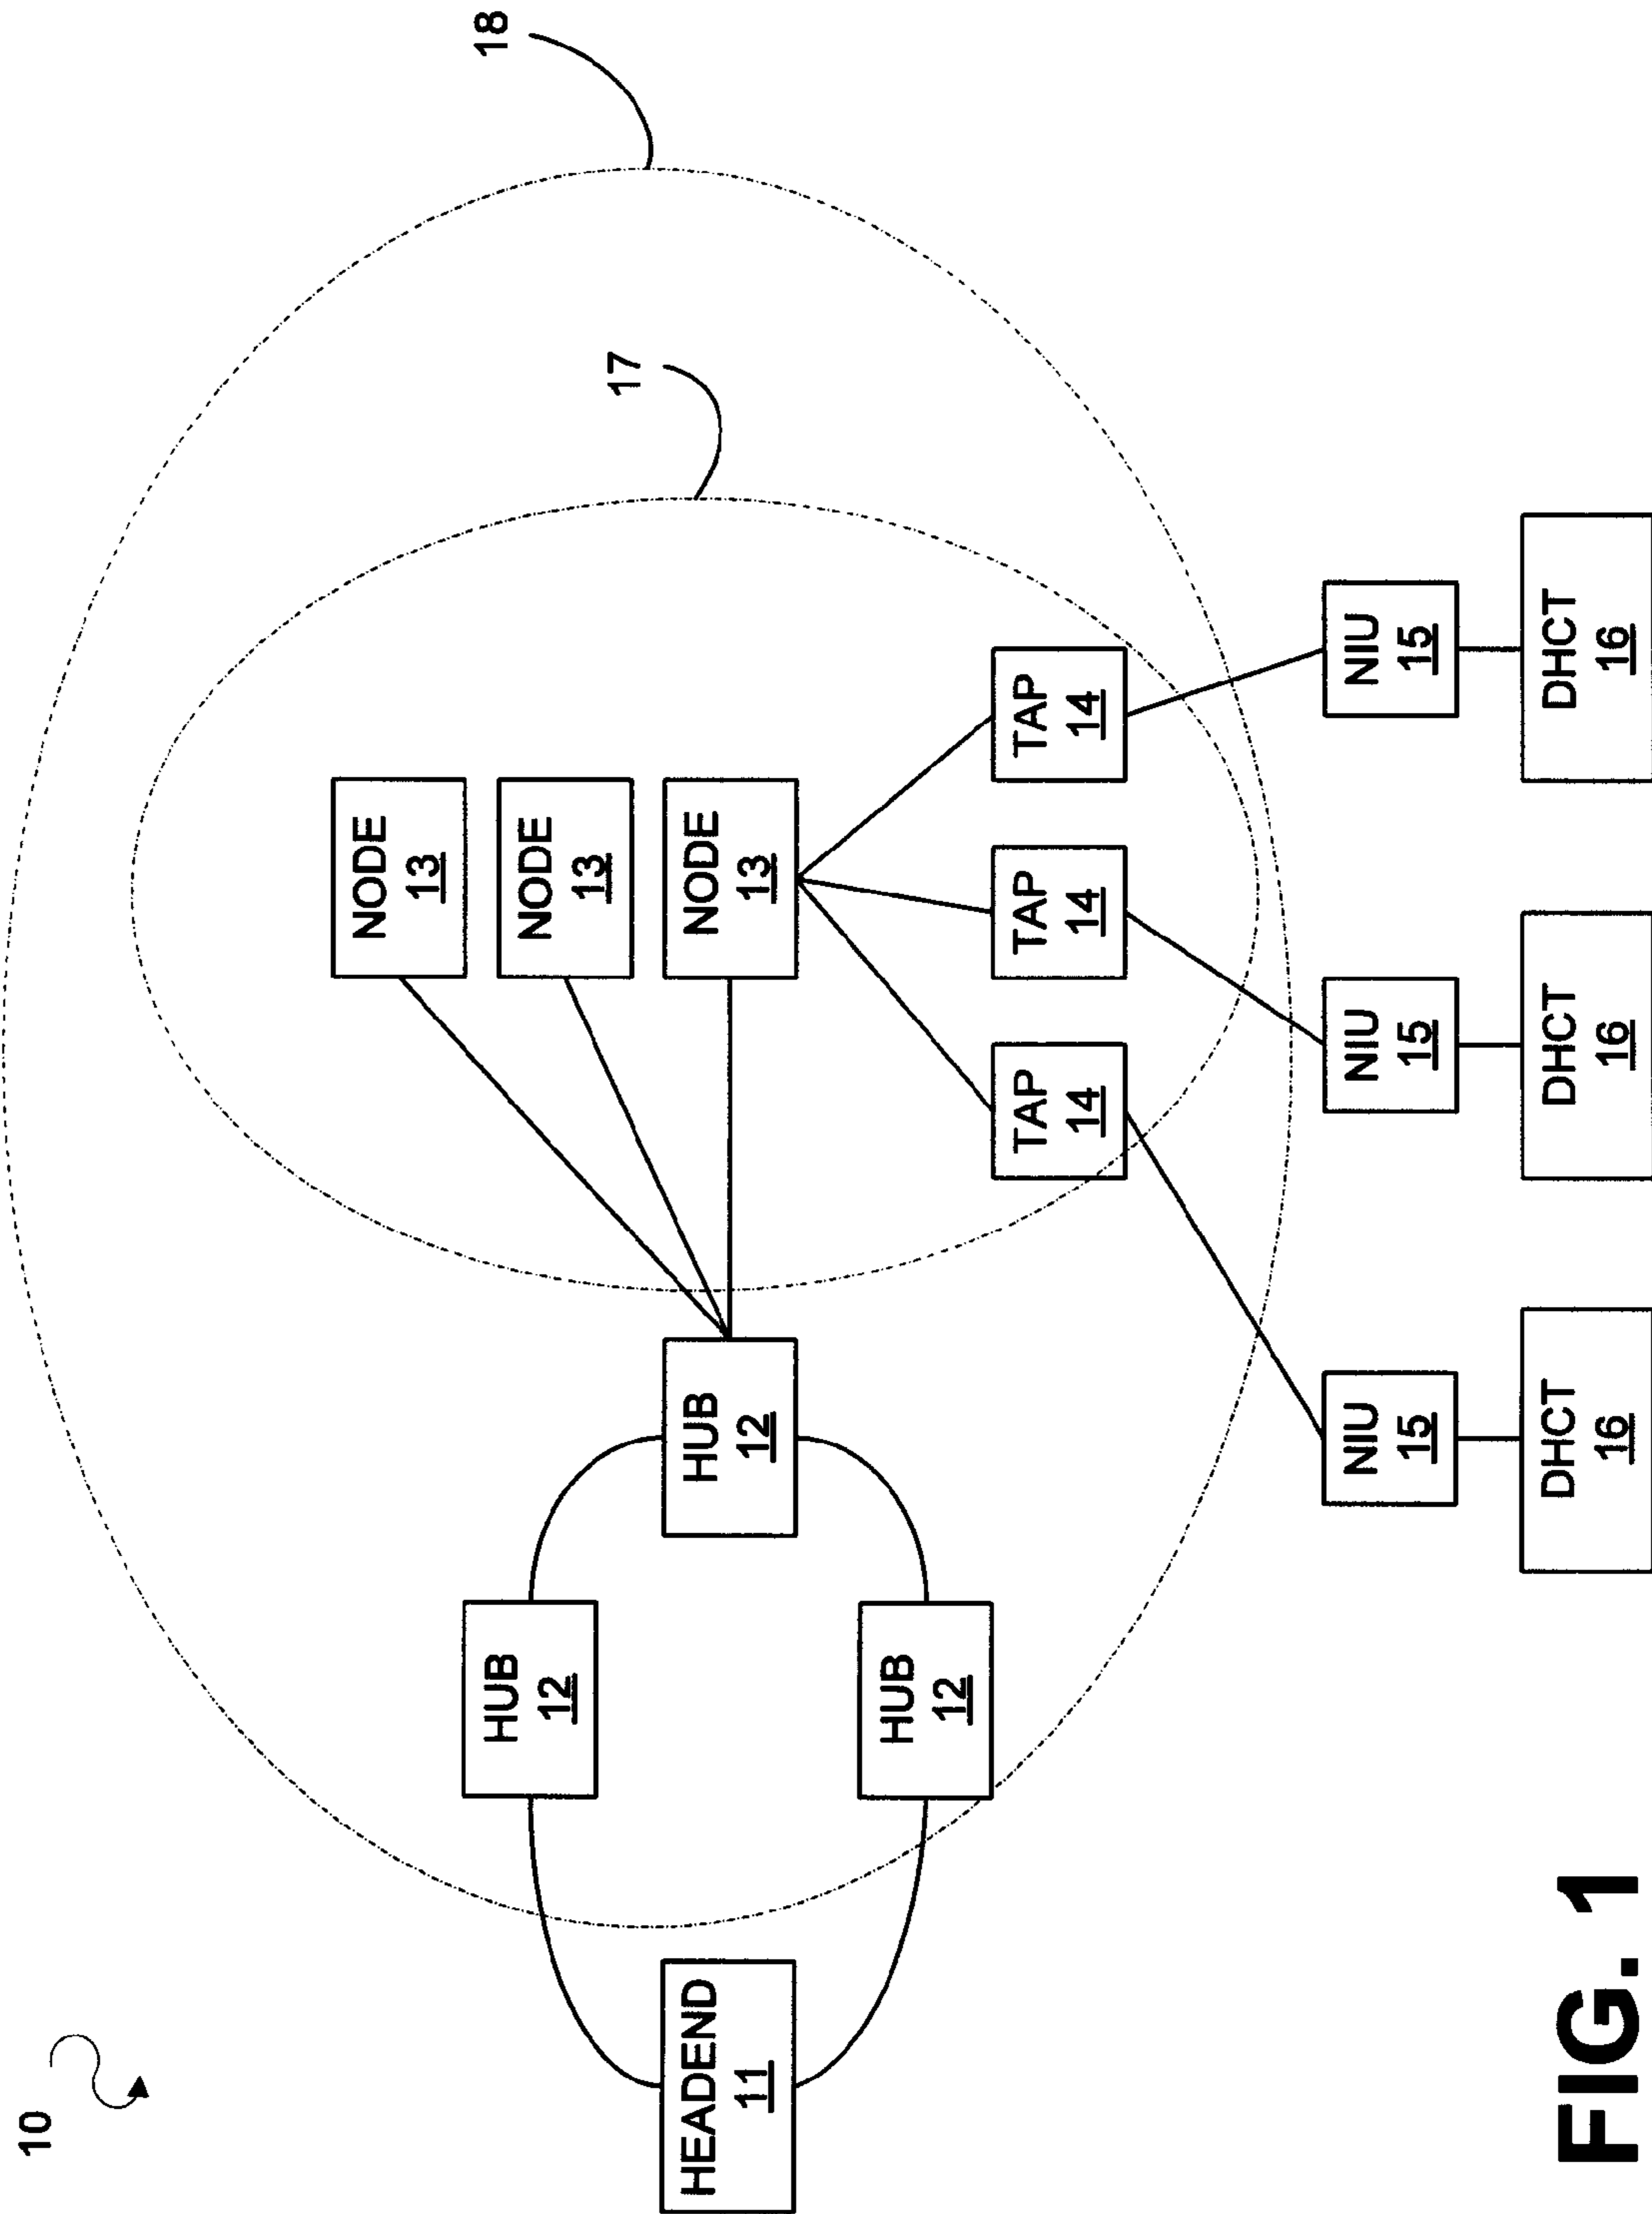 10
18
17
NODE
13
NODE
13
HEADEND
11
HUB
12
HUB
12
HUB
12
NODE
13
TAP
14
TAP
14
TAP
14
NIU
15
NIU
15
NIU
15
DHCT
16
DHCT
16
DHCT
16
FIG. 1